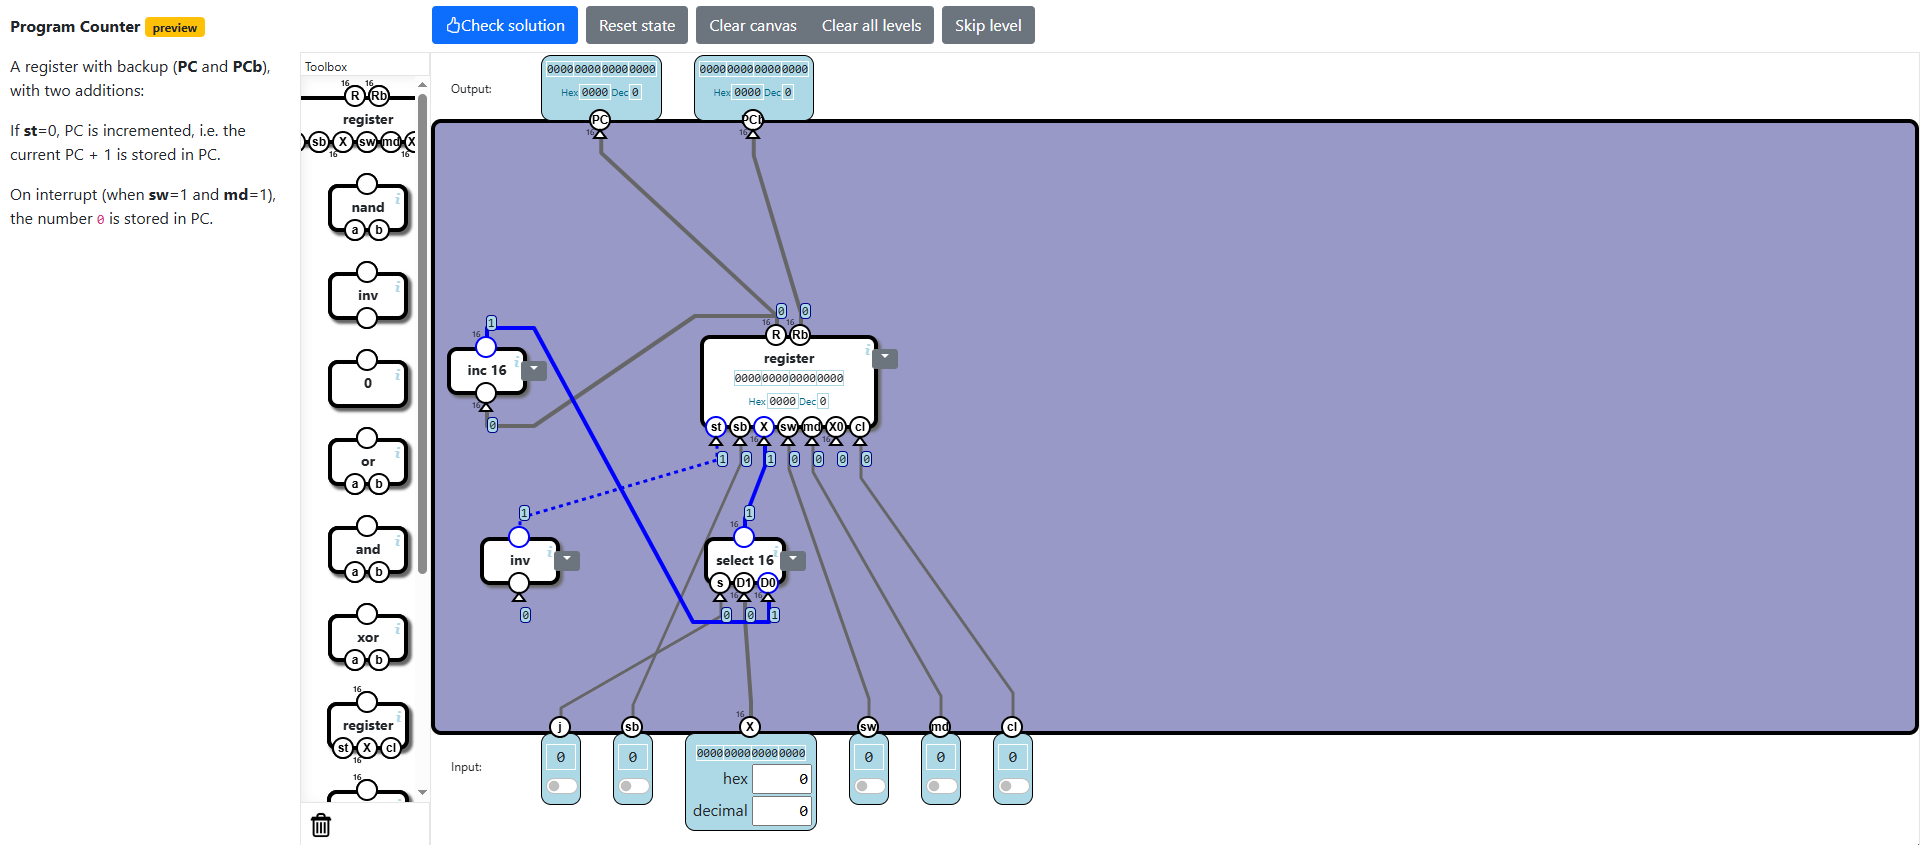 Program Counter preview
A register with backup (PC and PCb),
with two additions:
If st=0, PC is incremented, i.e. the
current PC + 1 is stored in PC.
On interrupt (when sw=1 and md=1),
the number 0 is stored in PC.
Check solution
Reset state
Clear canvas
Clear all levels
Skip level
Toolbox
16 16
R Rb
register
sb X sw md X
16 16
nand
a b
inv
0
or
a b
and
a b
xor
a b
16
register
st X cl
16
16
Output:
0000000000000000
Hex 0000 Dec 0
PC
16
0000000000000000
Hex 0000 Dec 0
PCb
16
0 0
16 16
R Rb
register
0000000000000000
Hex 0000 Dec 0
st sb X sw md X0 cl
16 16
1 0 1 0 0 0 0
1
16
inc 16
16
0
1
inv
0
1
16
select 16
s D1 D0
16 16
0 0 1
Input:
j
0
sb
0
16
X
0000000000000000
hex 0
decimal 0
sw
0
md
0
cl
0